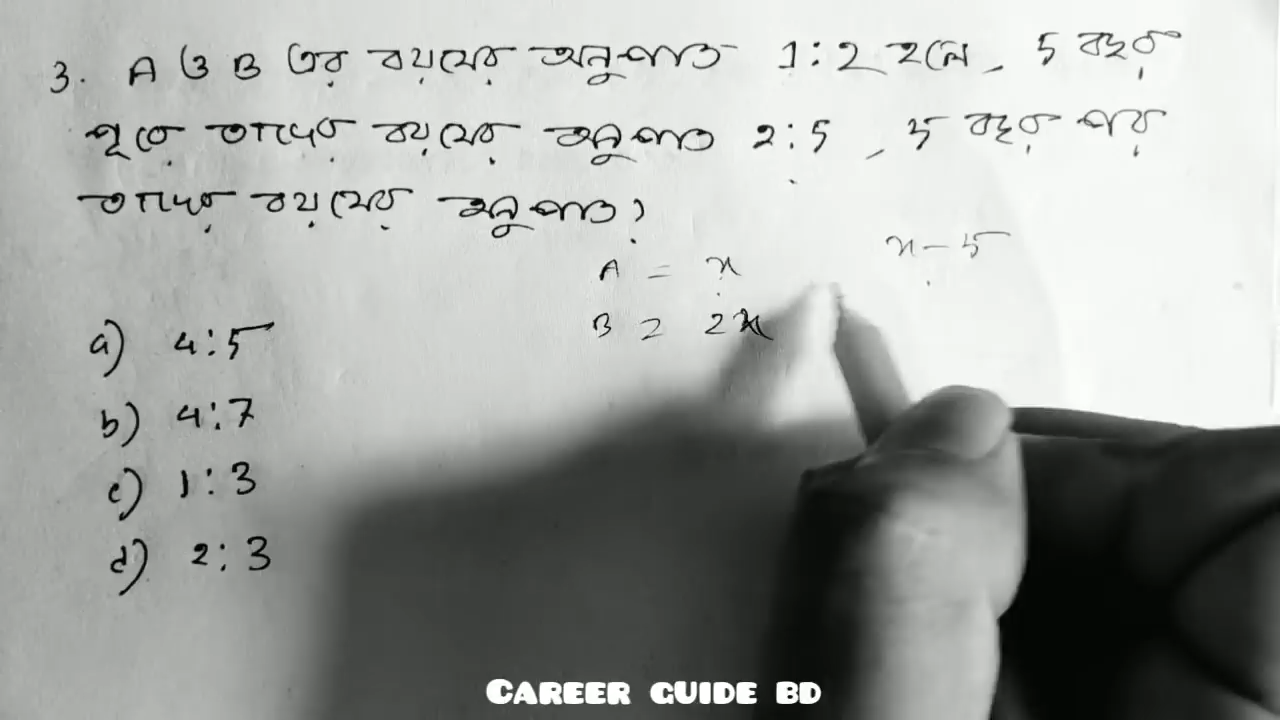 3. A ও B এর বয়সের অনুপাত 1:2 হলে, 5 বছর
পূর্বে তাদের বয়সের অনুপাত 2:5, 5 বছর পর
তাদের বয়সের অনুপাত?
A = x
x - 5
B = 2x
a) 4:5
b) 4:7
c) 1:3
d) 2:3
CAREER GUIDE BD